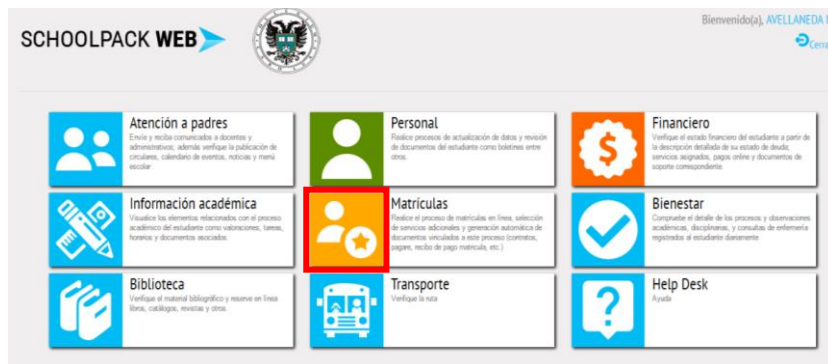 SCHOOLPACK WEB
Bienvenido(a), AVELLANEDA
Cerra
Atención a padres
Envíe y reciba comunicados a docentes y
administrativos; además verifique la publicación de
circulares, calendario de eventos, noticias y menú
escolar
Personal
Realice procesos de actualización de datos y revisión
de documentos del estudiante como boletines entre
otros.
Financiero
Verifique el estado financiero del estudiante a partir de
la descripción detallada de su estado de deuda,
servicios asignados, pagos online y documentos de
soporte correspondiente.
Información académica
Visualice los elementos relacionados con el proceso
académico del estudiante como valoraciones, tareas,
horarios y documentos asociados.
Matrículas
Realice el proceso de matrículas en línea, selección
de servicios adicionales y generación automática de
documentos vinculados a este proceso (contratos,
pagare, recibo de pago matricula, etc.)
Bienestar
Compruebe el detalle de los procesos y observaciones
académicas, disciplinarias, y consultas de enfermería
registrados al estudiante diariamente.
Biblioteca
Verifique el material bibliográfico y reserve en línea
libros, catálogos, revistas y otros
Transporte
Verifique la ruta
Help Desk
Ayuda